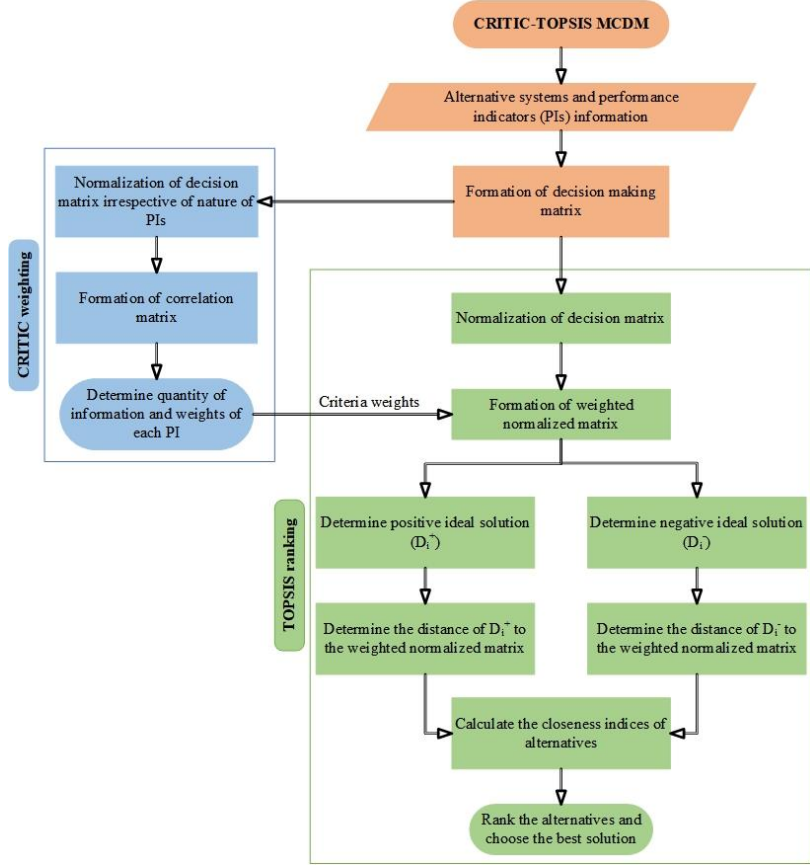 CRITIC-TOPSIS MCDM
Alternative systems and performance
indicators (PIs) information
Formation of decision making
matrix
CRITIC weighting
Normalization of decision
matrix irrespective of nature of
PIs
Formation of correlation
matrix
Determine quantity of
information and weights of
each PI
Criteria weights
TOPSIS ranking
Normalization of decision matrix
Formation of weighted
normalized matrix
Determine positive ideal solution
(Dᵢ⁺)
Determine negative ideal solution
(Dᵢ⁻)
Determine the distance of Dᵢ⁺ to
the weighted normalized matrix
Determine the distance of Dᵢ⁻ to
the weighted normalized matrix
Calculate the closeness indices of
alternatives
Rank the alternatives and
choose the best solution